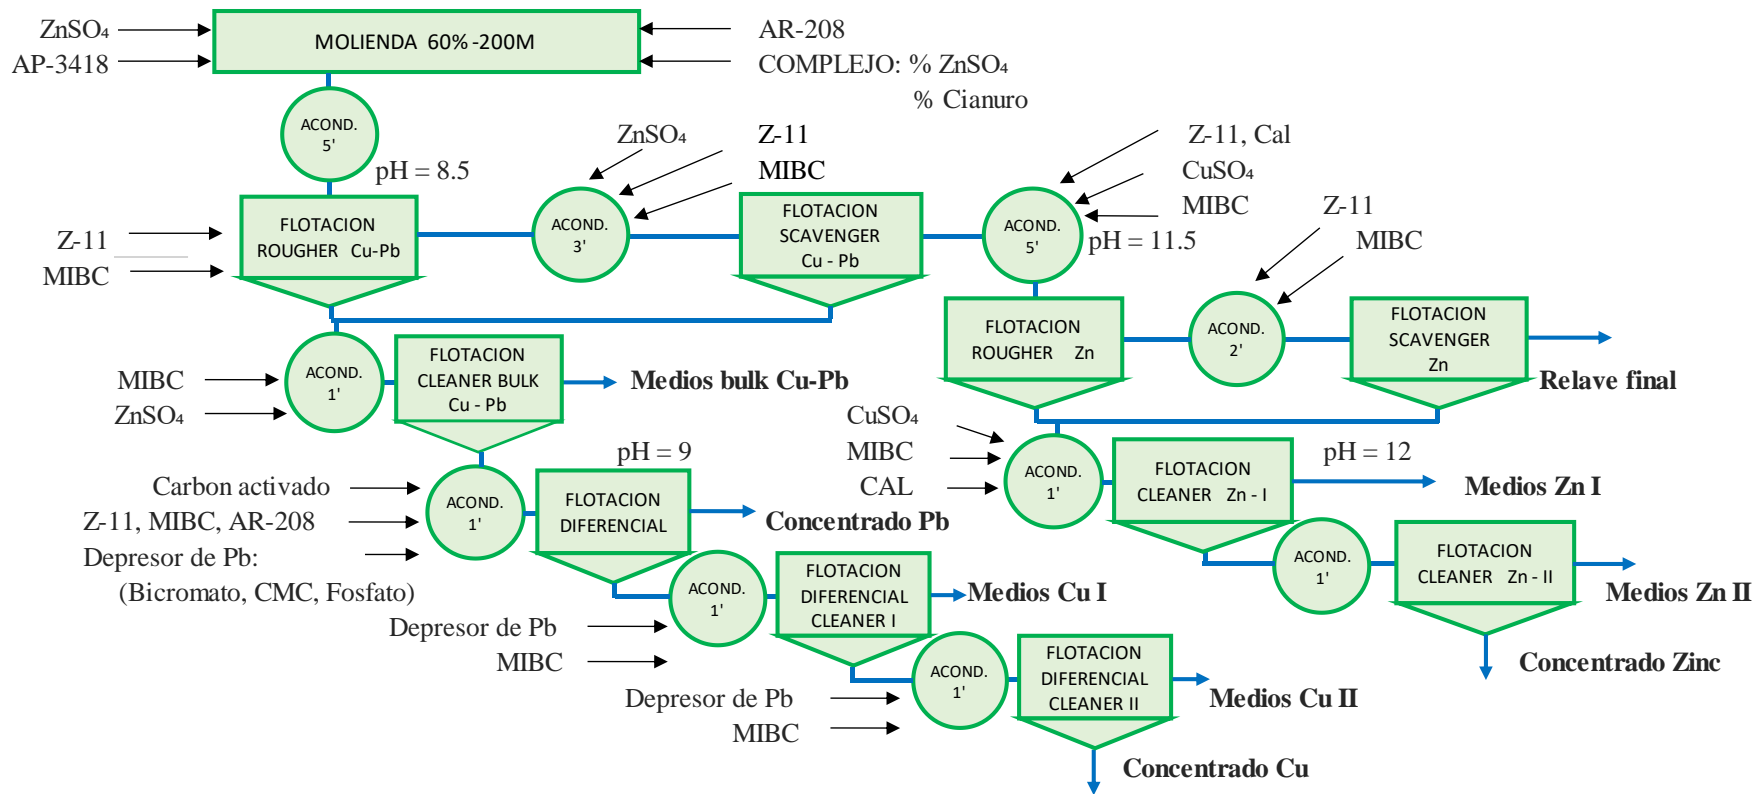 ZnSO₄
AP-3418
MOLIENDA 60% -200M
AR-208
COMPLEJO: % ZnSO₄
% Cianuro
ACOND.
5'
pH = 8.5
ZnSO₄
Z-11
MIBC
Z-11, Cal
CuSO₄
MIBC
pH = 11.5
Z-11
MIBC
Z-11
MIBC
FLOTACION
ROUGHER Cu-Pb
ACOND.
3'
FLOTACION
SCAVENGER
Cu - Pb
ACOND.
5'
FLOTACION
ROUGHER Zn
ACOND.
2'
FLOTACION
SCAVENGER
Zn
Relave final
MIBC
ZnSO₄
ACOND.
1'
FLOTACION
CLEANER BULK
Cu - Pb
Medios bulk Cu-Pb
CuSO₄
MIBC
CAL
ACOND.
1'
FLOTACION
CLEANER Zn - I
pH = 12
Medios Zn I
Carbon activado
Z-11, MIBC, AR-208
Depresor de Pb:
(Bicromato, CMC, Fosfato)
ACOND.
1'
pH = 9
FLOTACION
DIFERENCIAL
Concentrado Pb
ACOND.
1'
FLOTACION
CLEANER Zn - II
Medios Zn II
Concentrado Zinc
Depresor de Pb
MIBC
ACOND.
1'
FLOTACION
DIFERENCIAL
CLEANER I
Medios Cu I
Depresor de Pb
MIBC
ACOND.
1'
FLOTACION
DIFERENCIAL
CLEANER II
Medios Cu II
Concentrado Cu